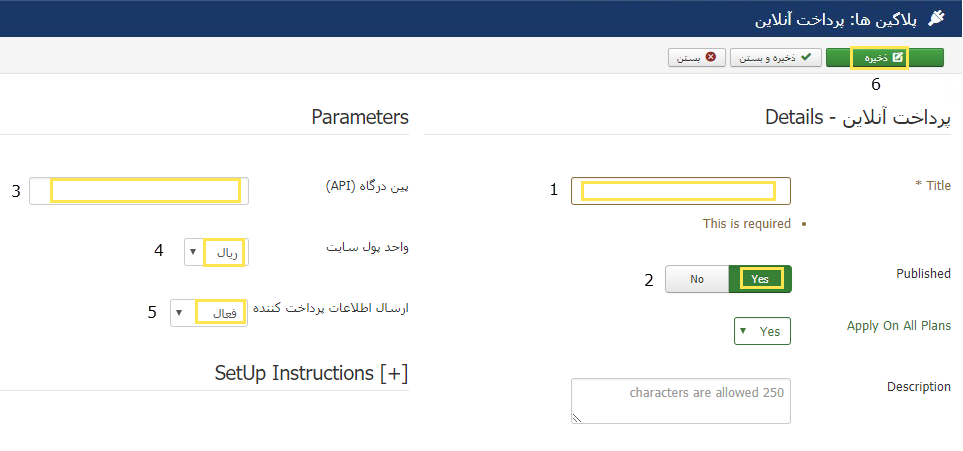 پلاگین ها: پرداخت آنلاین
ذخیره
ذخیره و بستن
بستن
6
پرداخت آنلاین - Details
Title *
1
This is required
Published
Yes
No
2
Apply On All Plans
Yes
Description
characters are allowed 250
Parameters
پین درگاه (API)
3
واحد پول سایت
ریال
4
ارسال اطلاعات پرداخت کننده
فعال
5
SetUp Instructions [+]